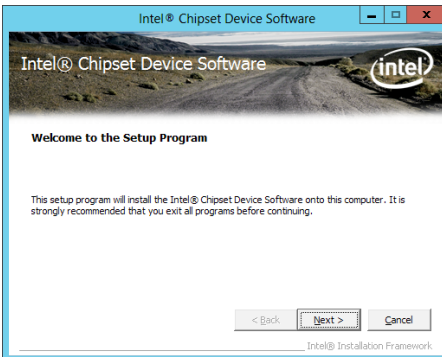 Intel® Chipset Device Software
Intel® Chipset Device Software
intel
Welcome to the Setup Program
This setup program will install the Intel® Chipset Device Software onto this computer. It is
strongly recommended that you exit all programs before continuing.
< Back Next > Cancel
Intel® Installation Framework